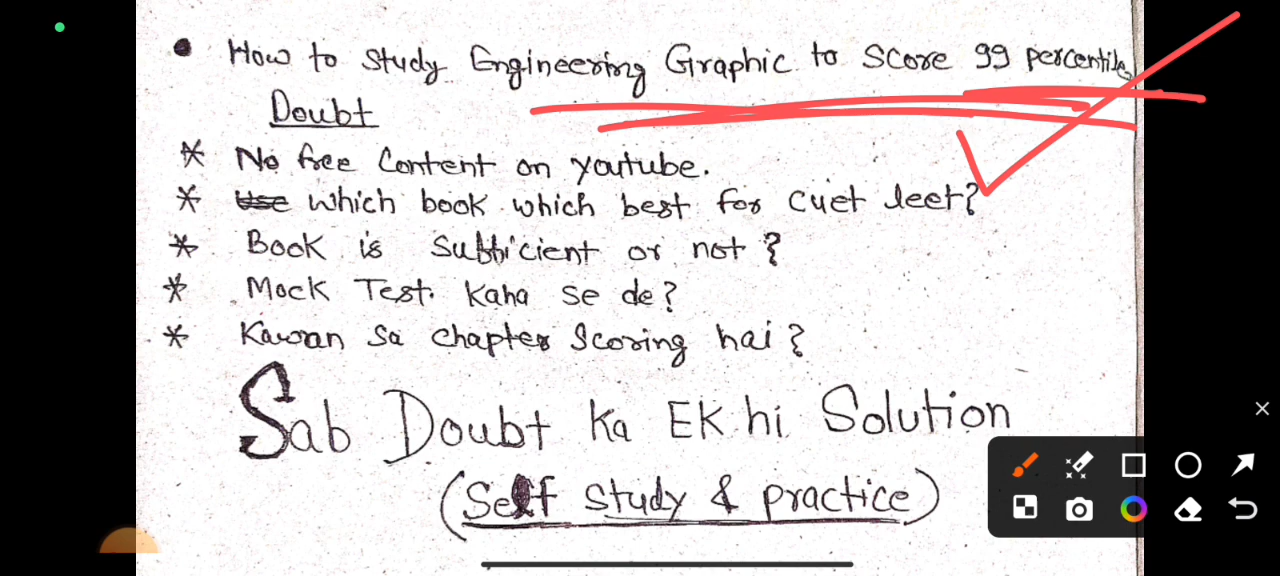 • How to study Engineering Graphic to score 99 percentile
Doubt
* No free Content on youtube.
* Use which book which best for cuet leet?
* Book is sufficient or not?
* Mock Test. Kaha se de?
* Kawan sa chapter scoring hai?
Sab Doubt ka EK hi Solution
(Self study & practice)